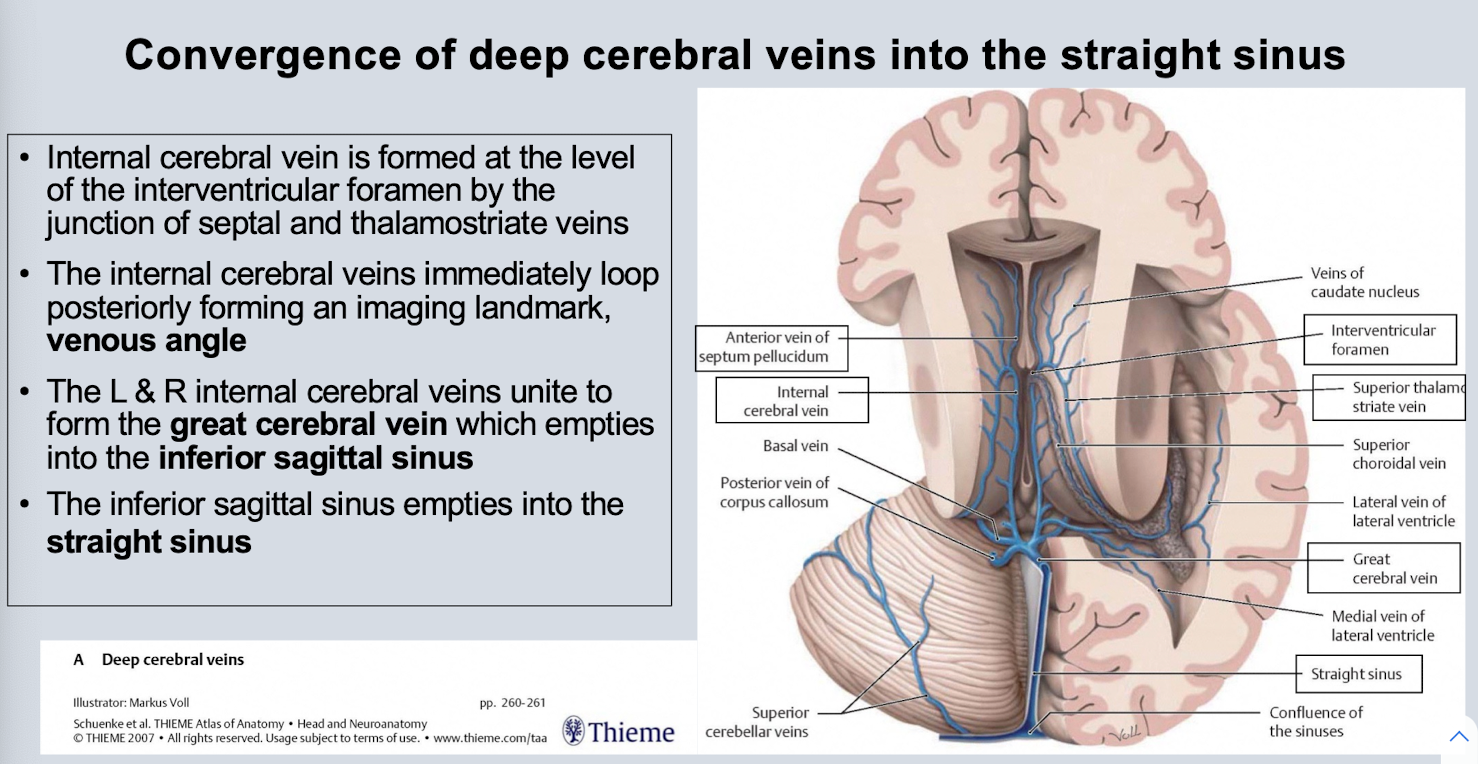 Convergence of deep cerebral veins into the straight sinus
• Internal cerebral vein is formed at the level
of the interventricular foramen by the
junction of septal and thalamostriate veins
• The internal cerebral veins immediately loop
posteriorly forming an imaging landmark,
venous angle
• The L & R internal cerebral veins unite to
form the great cerebral vein which empties
into the inferior sagittal sinus
• The inferior sagittal sinus empties into the
straight sinus
A Deep cerebral veins
Illustrator: Markus Voll
pp. 260-261
Schuenke et al. THIEME Atlas of Anatomy • Head and Neuroanatomy
© THIEME 2007 • All rights reserved. Usage subject to terms of use. • www.thieme.com/taa
Thieme
Anterior vein of
septum pellucidum
Internal
cerebral vein
Basal vein
Posterior vein of
corpus callosum
Superior
cerebellar veins
Veins of
caudate nucleus
Interventricular
foramen
Superior thalamo
striate vein
Superior
choroidal vein
Lateral vein of
lateral ventricle
Great
cerebral vein
Medial vein of
lateral ventricle
Straight sinus
Confluence of
the sinuses
Voll